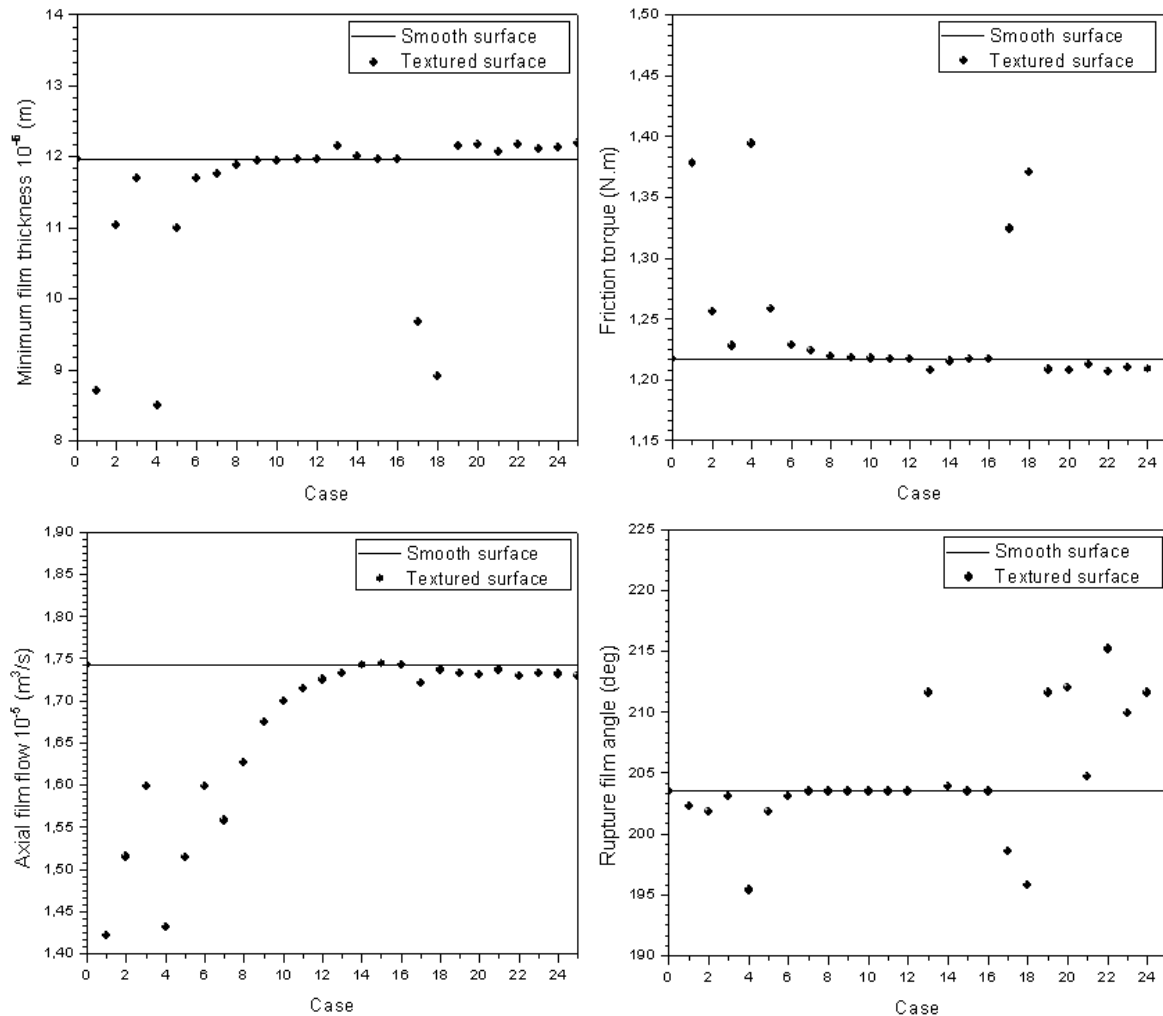 14
13
12
11
10
9
8
Minimum film thickness (m)
Smooth surface
Textured surface
0 2 4 6 8 10 12 14 16 18 20 22 24
Case
1,50
1,45
1,40
1,35
1,30
1,25
1,20
1,15
Friction torque (N.m)
Smooth surface
Textured surface
0 2 4 6 8 10 12 14 16 18 20 22 24
Case
1,90
1,85
1,80
1,75
1,70
1,65
1,60
1,55
1,50
1,45
1,40
Axial film flow 10⁻⁵ (m³/s)
Smooth surface
Textured surface
0 2 4 6 8 10 12 14 16 18 20 22 24
Case
225
220
215
210
205
200
195
190
Rupture film angle (deg)
Smooth surface
Textured surface
0 2 4 6 8 10 12 14 16 18 20 22 24
Case